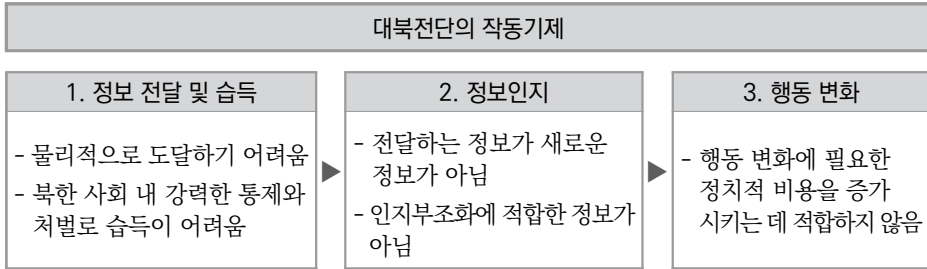 대북전단의 작동기제
1. 정보 전달 및 습득
- 물리적으로 도달하기 어려움
- 북한 사회 내 강력한 통제와
처벌로 습득이 어려움
2. 정보인지
- 전달하는 정보가 새로운
정보가 아님
- 인지부조화에 적합한 정보가
아님
3. 행동 변화
- 행동 변화에 필요한
정치적 비용을 증가
시키는 데 적합하지 않음